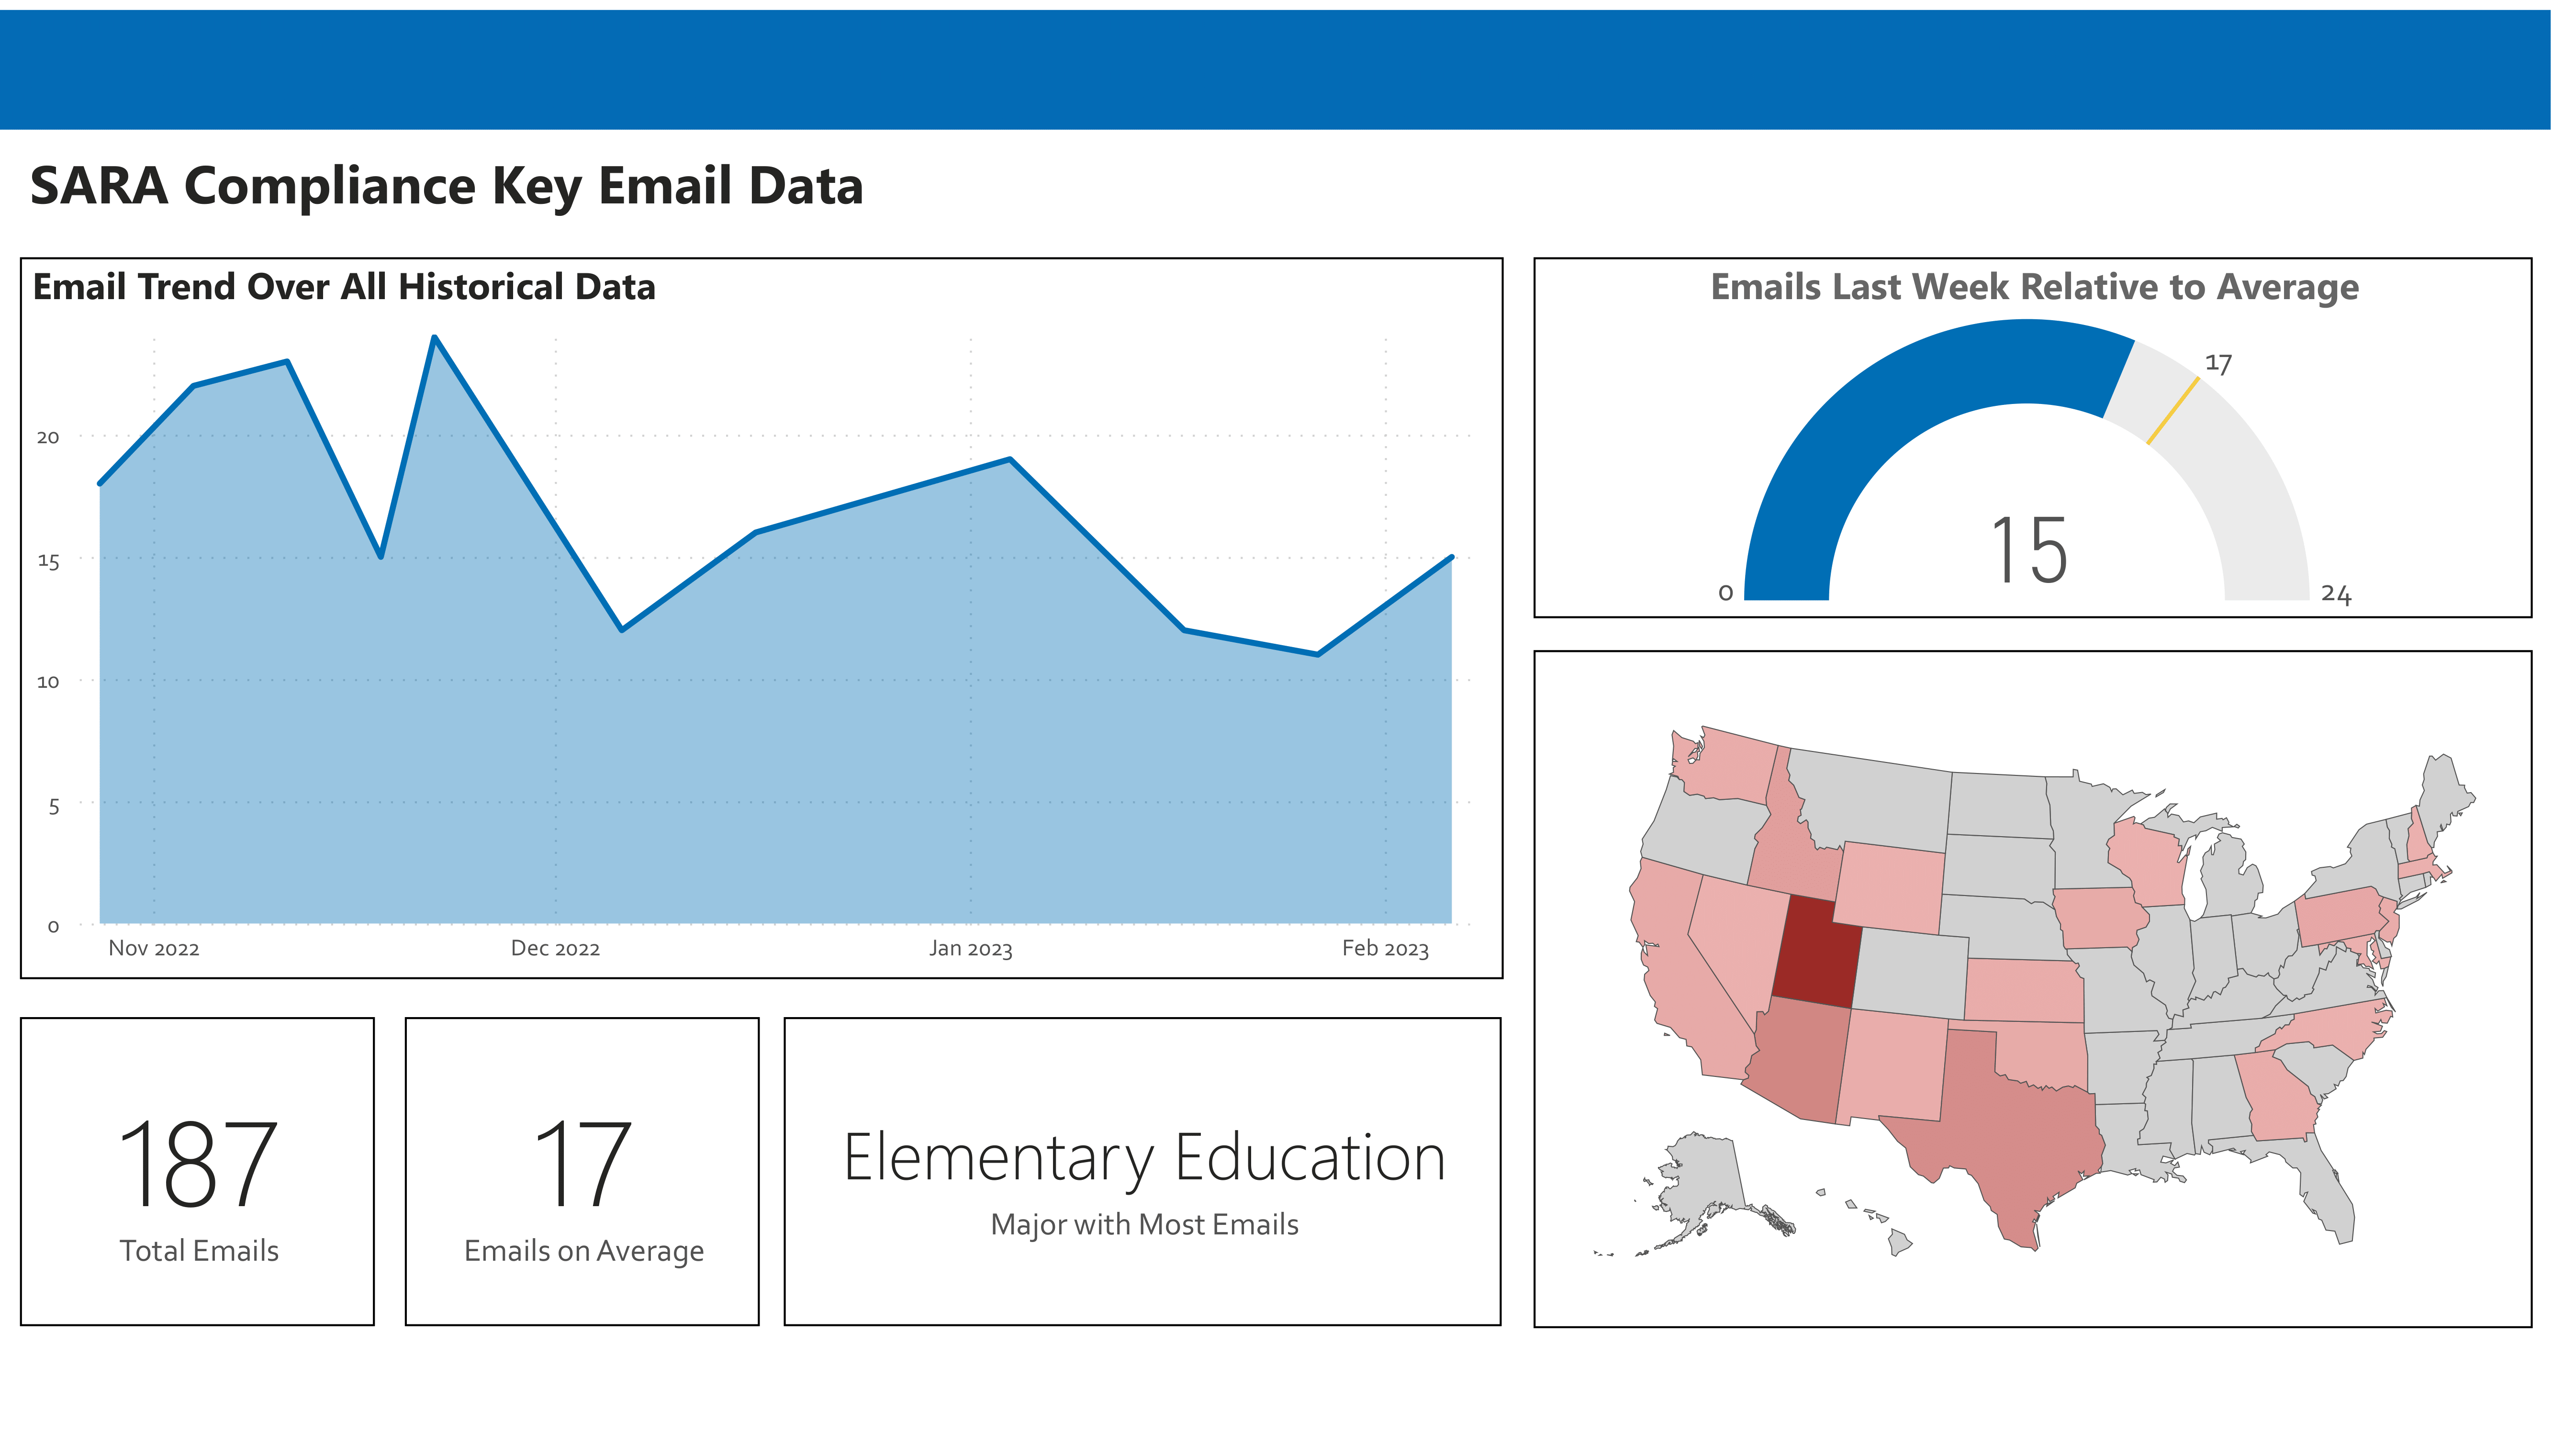 SARA Compliance Key Email Data
Email Trend Over All Historical Data
20
15
10
5
0
Nov 2022
Dec 2022
Jan 2023
Feb 2023
Emails Last Week Relative to Average
17
15
0
24
187
Total Emails
17
Emails on Average
Elementary Education
Major with Most Emails